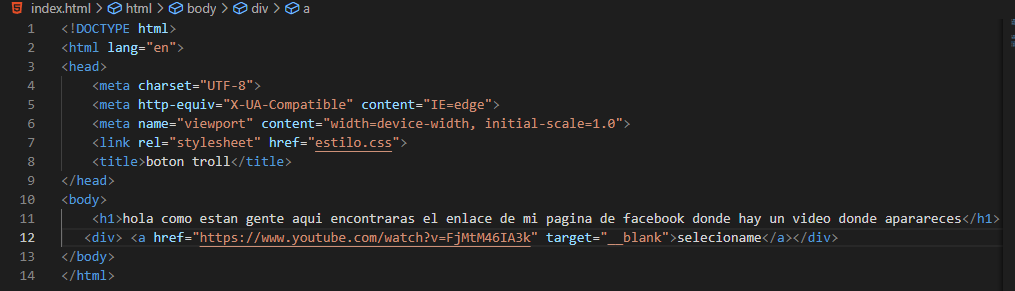 index.html > html > body > div > a
1 <!DOCTYPE html>
2 <html lang="en">
3 <head>
4 <meta charset="UTF-8">
5 <meta http-equiv="X-UA-Compatible" content="IE=edge">
6 <meta name="viewport" content="width=device-width, initial-scale=1.0">
7 <link rel="stylesheet" href="estilo.css">
8 <title>boton troll</title>
9 </head>
10 <body>
11 <h1>hola como estan gente aqui encontraras el enlace de mi pagina de facebook donde hay un video donde aparareces</h1>
12 <div> <a href="https://www.youtube.com/watch?v=FjMtM46IA3k" target="__blank">selecioname</a></div>
13 </body>
14 </html>